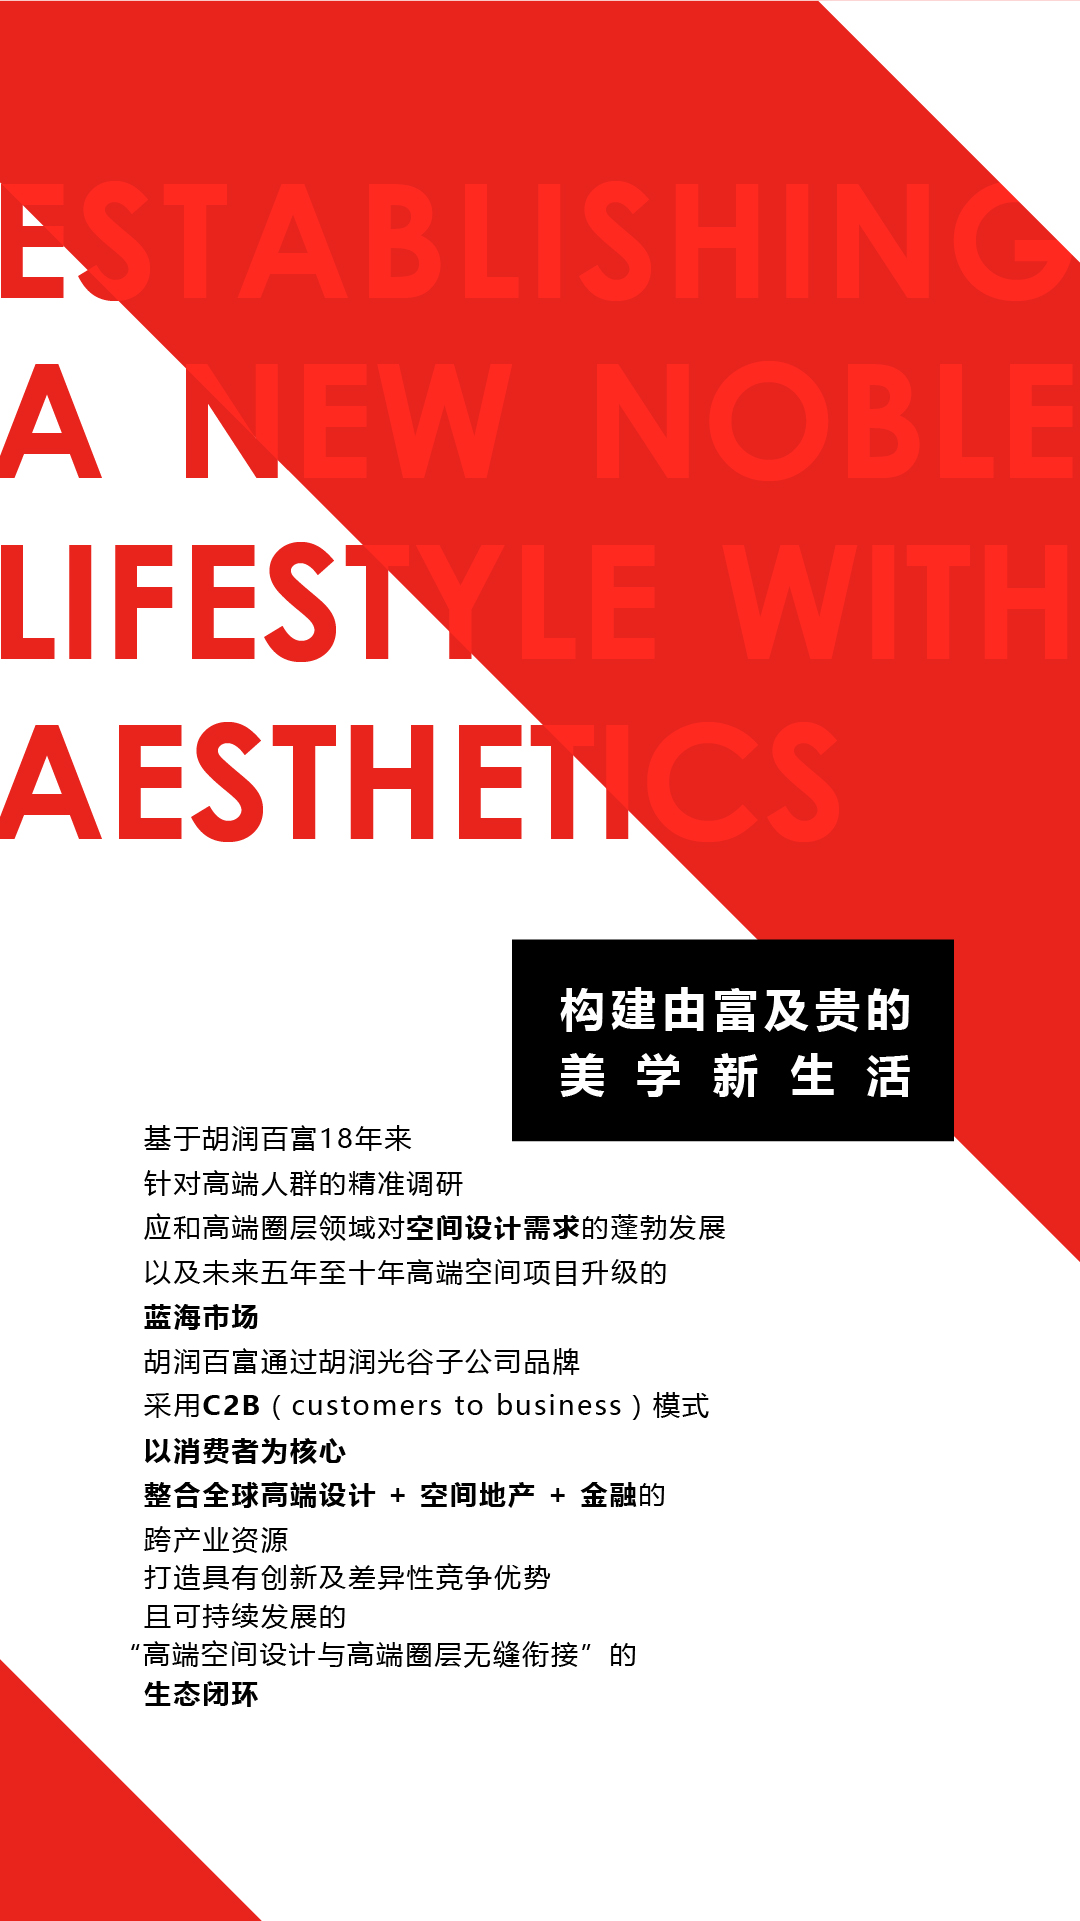 ESTABLISHING
A NEW NOBLE
LIFESTYLE WITH
AESTHETICS
构建由富及贵的
美学新生活
基于胡润百富18年来
针对高端人群的精准调研
应和高端圈层领域对空间设计需求的蓬勃发展
以及未来五年至十年高端空间项目升级的
蓝海市场
胡润百富通过胡润光谷子公司品牌
采用C2B（customers to business）模式
以消费者为核心
整合全球高端设计 + 空间地产 + 金融的
跨产业资源
打造具有创新及差异性竞争优势
且可持续发展的
“高端空间设计与高端圈层无缝衔接”的
生态闭环